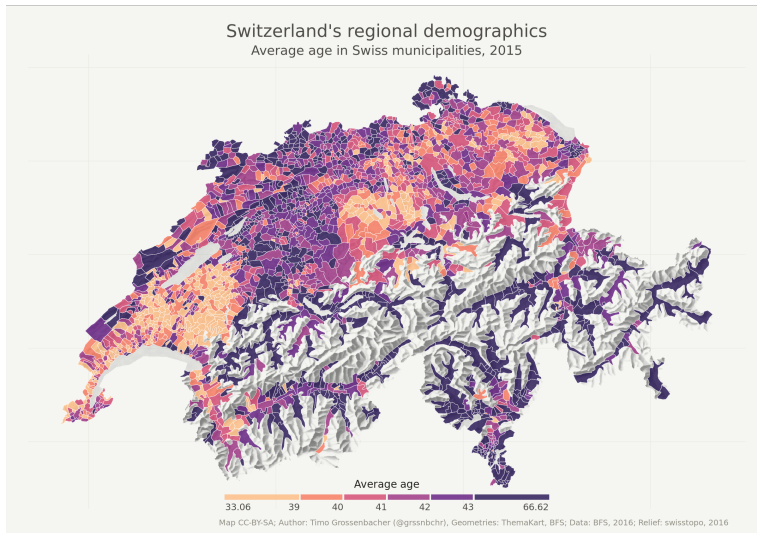 Switzerland's regional demographics
Average age in Swiss municipalities, 2015
Average age
33.06 39 40 41 42 43 66.62
Map CC-BY-SA; Author: Timo Grossenbacher (@grssnbchr), Geometries: ThemaKart, BFS; Data: BFS, 2016; Relief: swisstopo, 2016